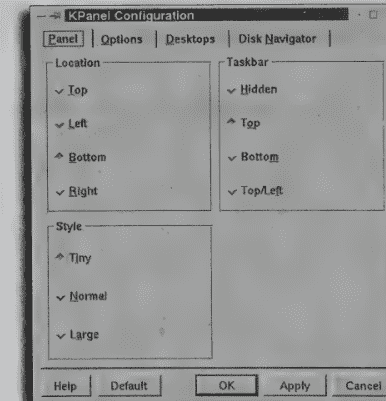 KPanel Configuration
Panel Options Desktops Disk Navigator
Location
Top
Left
Bottom
Right
Taskbar
Hidden
Top
Bottom
Top/Left
Style
Tiny
Normal
Large
Help Default OK Apply Cancel